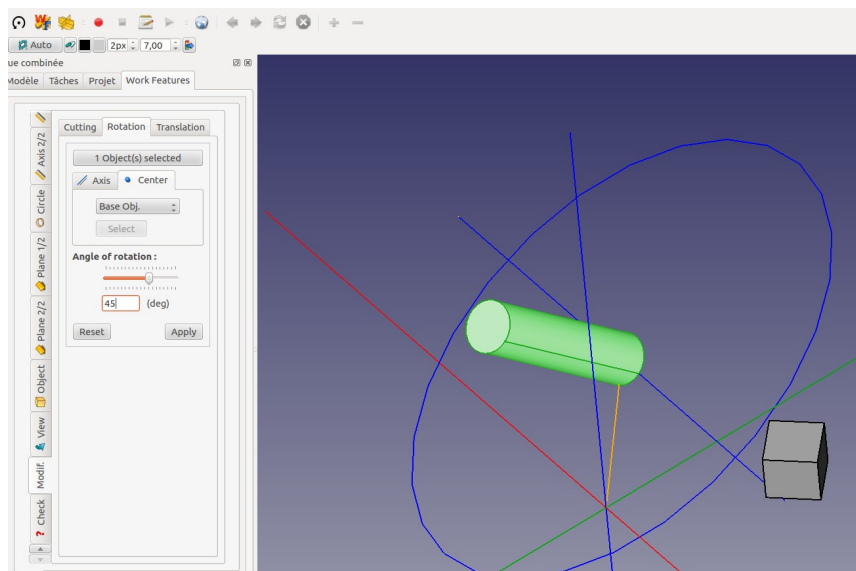 Auto
2px
7,00
ue combinée
Modèle
Tâches
Projet
Work Features
Axis 2/2
Circle
Plane 1/2
Plane 2/2
Object
View
Modif.
Check
Cutting
Rotation
Translation
1 Object(s) selected
Axis
Center
Base Obj.
Select
Angle of rotation :
45
(deg)
Reset
Apply